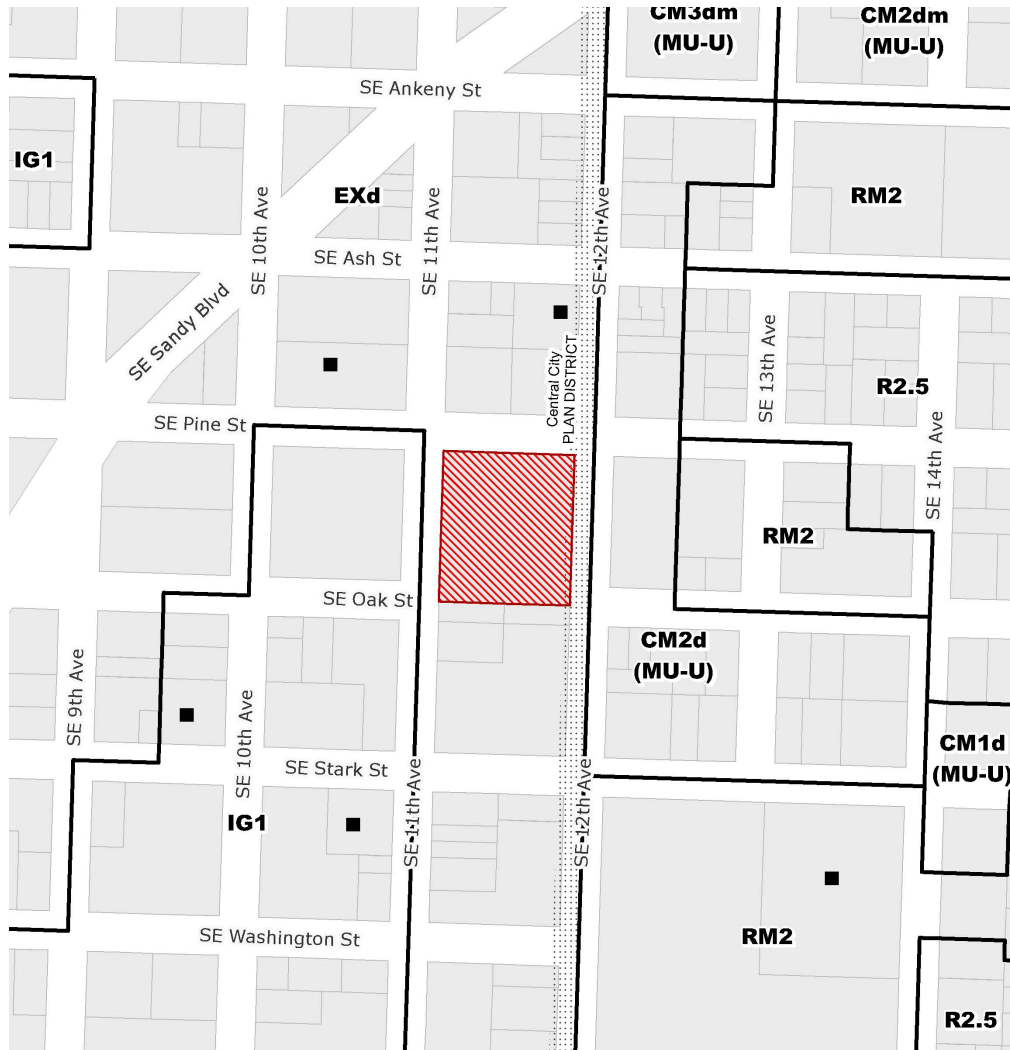 CM3dm
(MU-U)
CM2dm
(MU-U)
SE Ankeny St
IG1
EXd
RM2
SE 10th Ave
SE 11th Ave
SE 12th Ave
SE Ash St
SE Sandy Blvd
Central City
PLAN DISTRICT
SE 13th Ave
R2.5
SE 14th Ave
SE Pine St
RM2
SE Oak St
CM2d
(MU-U)
SE 9th Ave
SE 10th Ave
SE Stark St
SE 11th Ave
SE 12th Ave
CM1d
(MU-U)
IG1
SE Washington St
RM2
R2.5